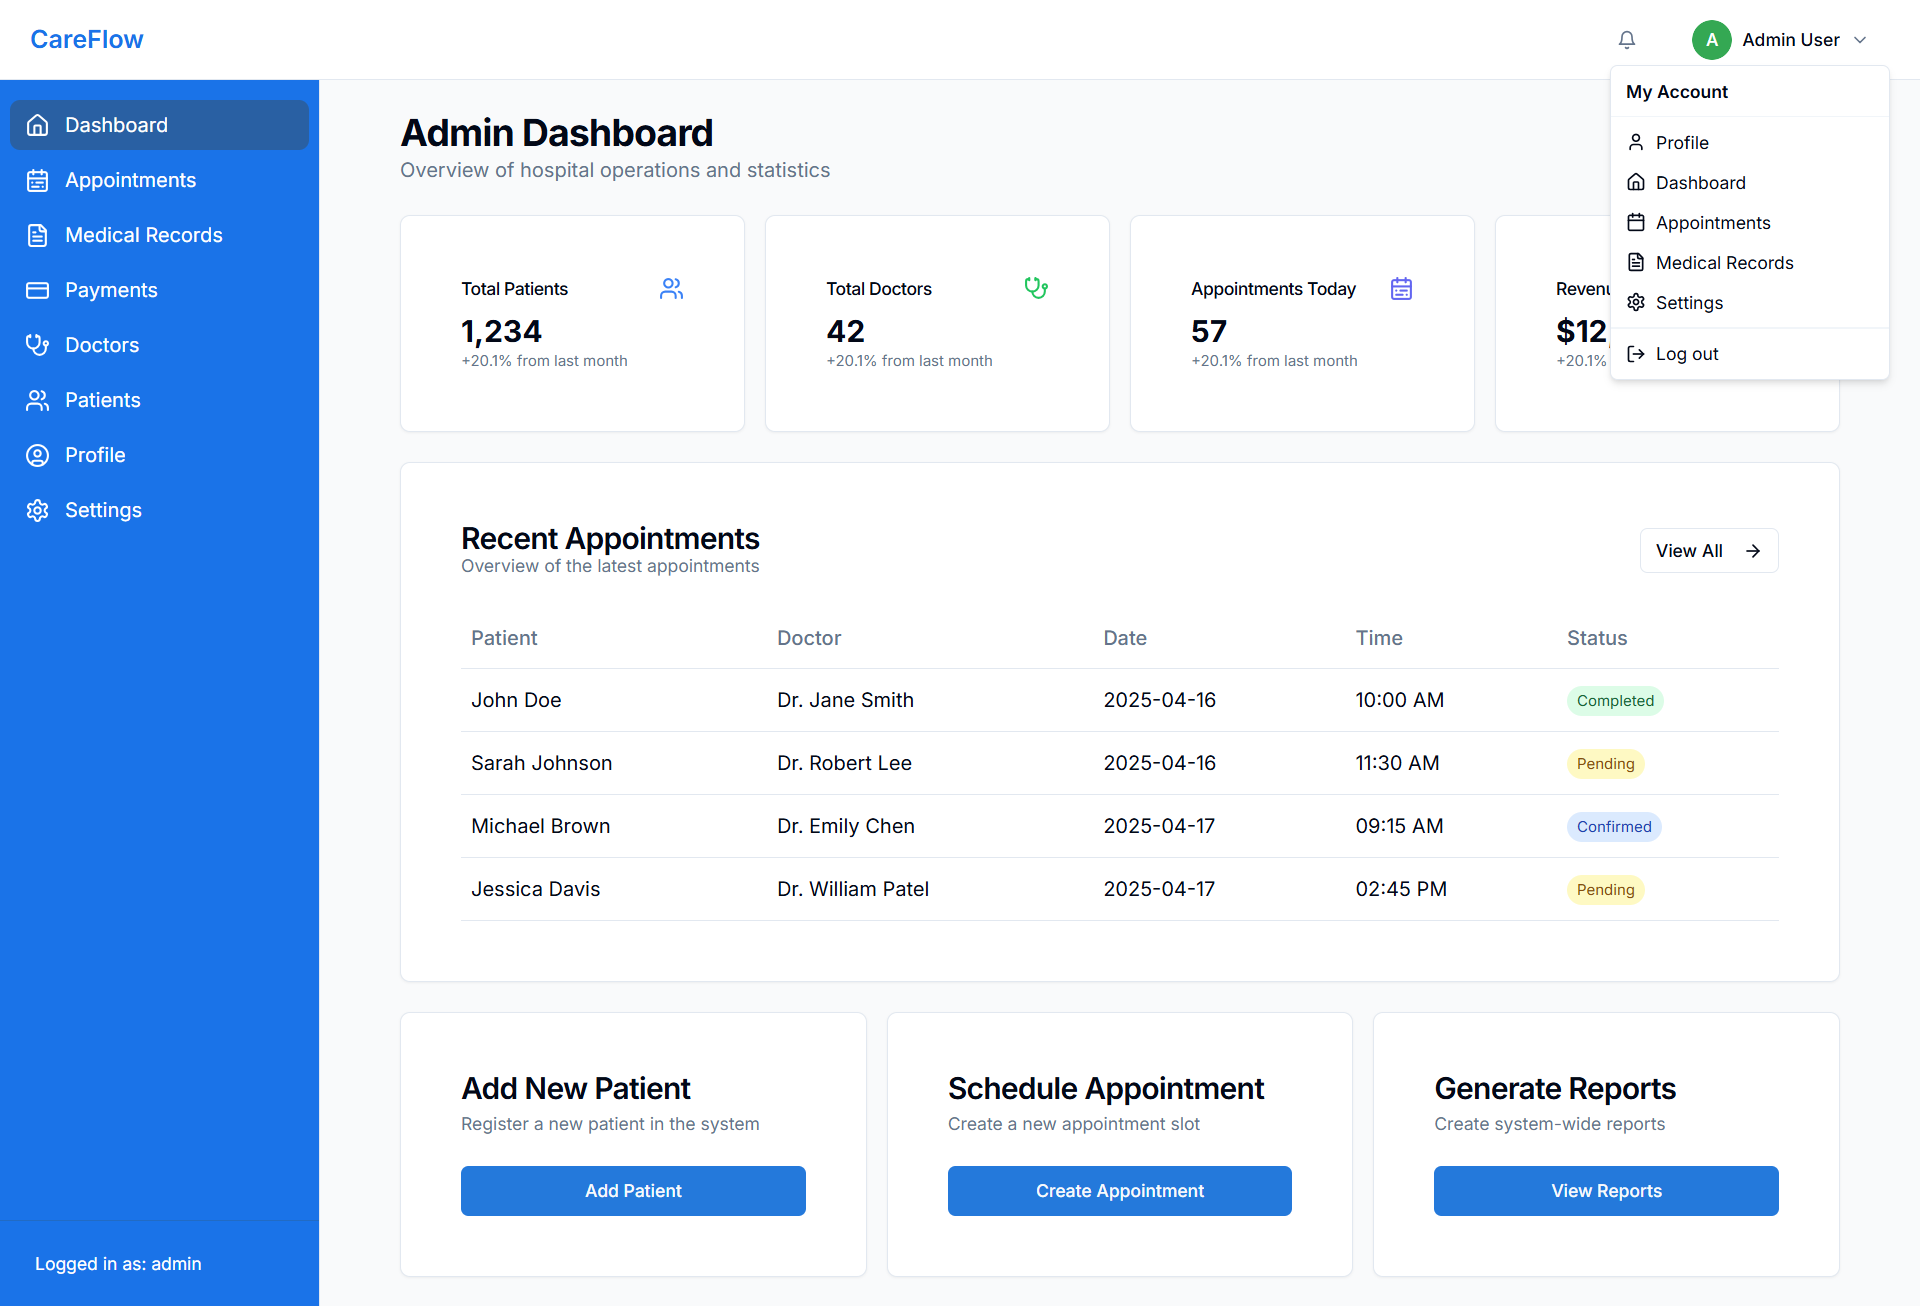 CareFlow
A Admin User
My Account
Profile
Dashboard
Appointments
Medical Records
Settings
Log out
Dashboard
Appointments
Medical Records
Payments
Doctors
Patients
Profile
Settings
Logged in as: admin
Admin Dashboard
Overview of hospital operations and statistics
Total Patients
1,234
+20.1% from last month
Total Doctors
42
+20.1% from last month
Appointments Today
57
+20.1% from last month
$12
+20.1%
Recent Appointments
Overview of the latest appointments
View All
Patient Doctor Date Time Status
John Doe Dr. Jane Smith 2025-04-16 10:00 AM Completed
Sarah Johnson Dr. Robert Lee 2025-04-16 11:30 AM Pending
Michael Brown Dr. Emily Chen 2025-04-17 09:15 AM Confirmed
Jessica Davis Dr. William Patel 2025-04-17 02:45 PM Pending
Add New Patient
Register a new patient in the system
Add Patient
Schedule Appointment
Create a new appointment slot
Create Appointment
Generate Reports
Create system-wide reports
View Reports